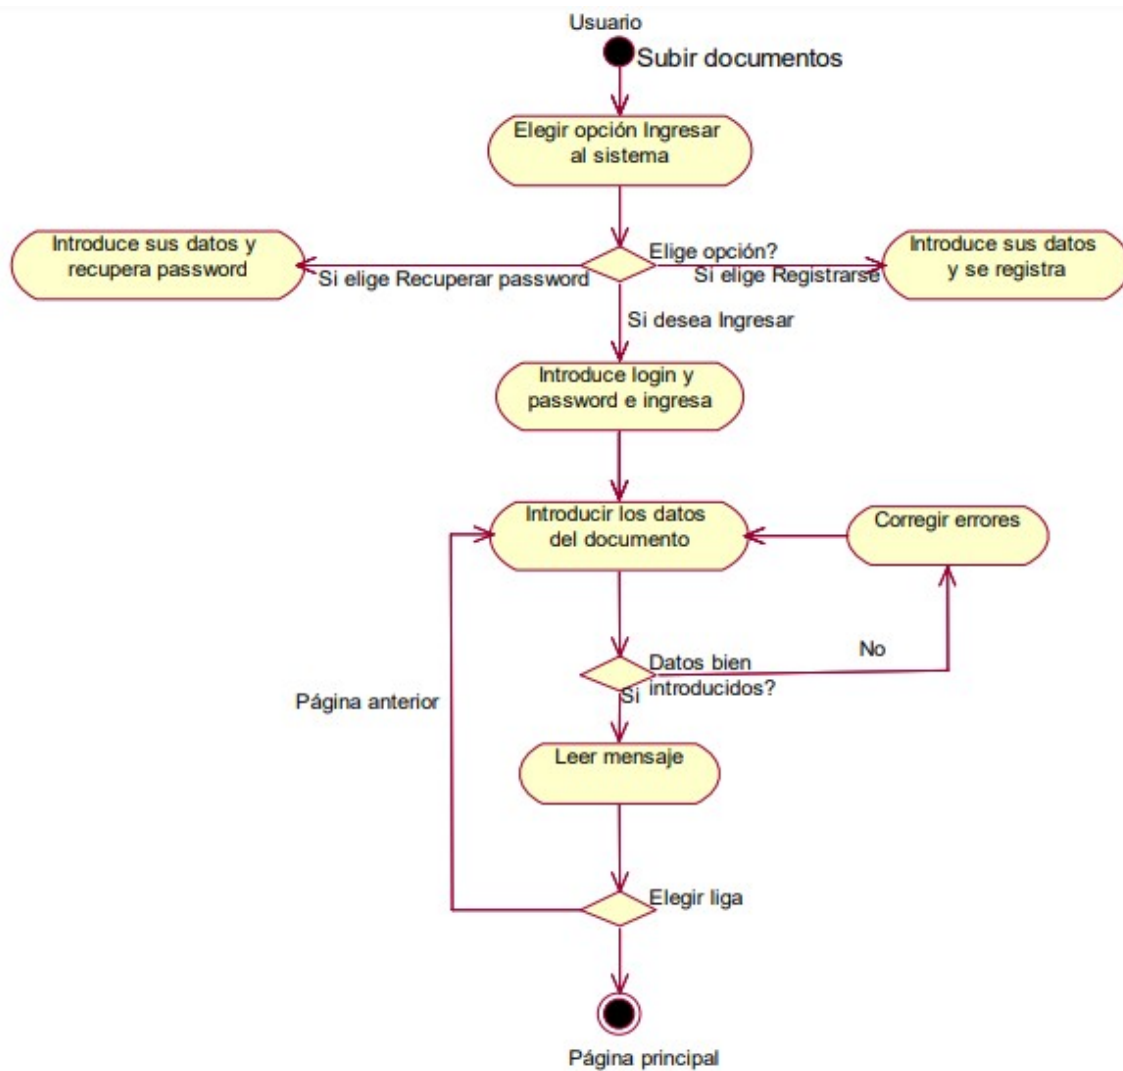 Usuario
Subir documentos
Elegir opción Ingresar
al sistema
Introduce sus datos y
recupera password
Elige opción?
Introduce sus datos
y se registra
Si elige Recuperar password
Si elige Registrarse
Si desea Ingresar
Introduce login y
password e ingresa
Introducir los datos
del documento
Corregir errores
No
Datos bien
introducidos?
Si
Página anterior
Leer mensaje
Elegir liga
Página principal